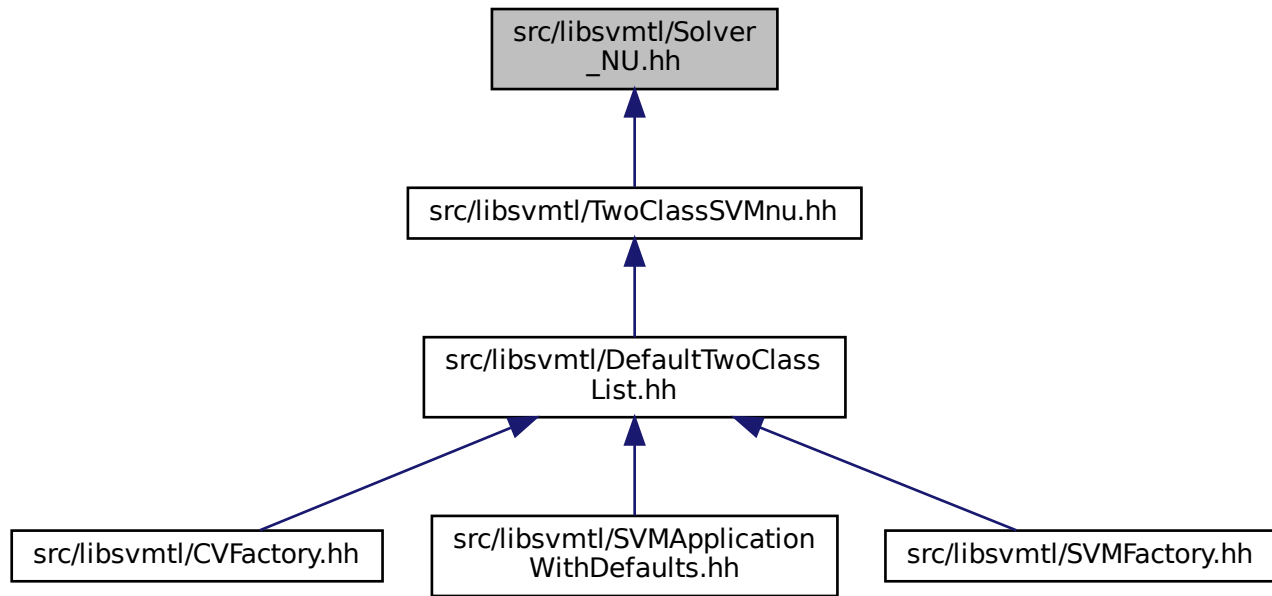 src/libsvmtl/Solver
_NU.hh
src/libsvmtl/TwoClassSVMnu.hh
src/libsvmtl/DefaultTwoClass
List.hh
src/libsvmtl/CVFactory.hh
src/libsvmtl/SVMApplication
WithDefaults.hh
src/libsvmtl/SVMFactory.hh